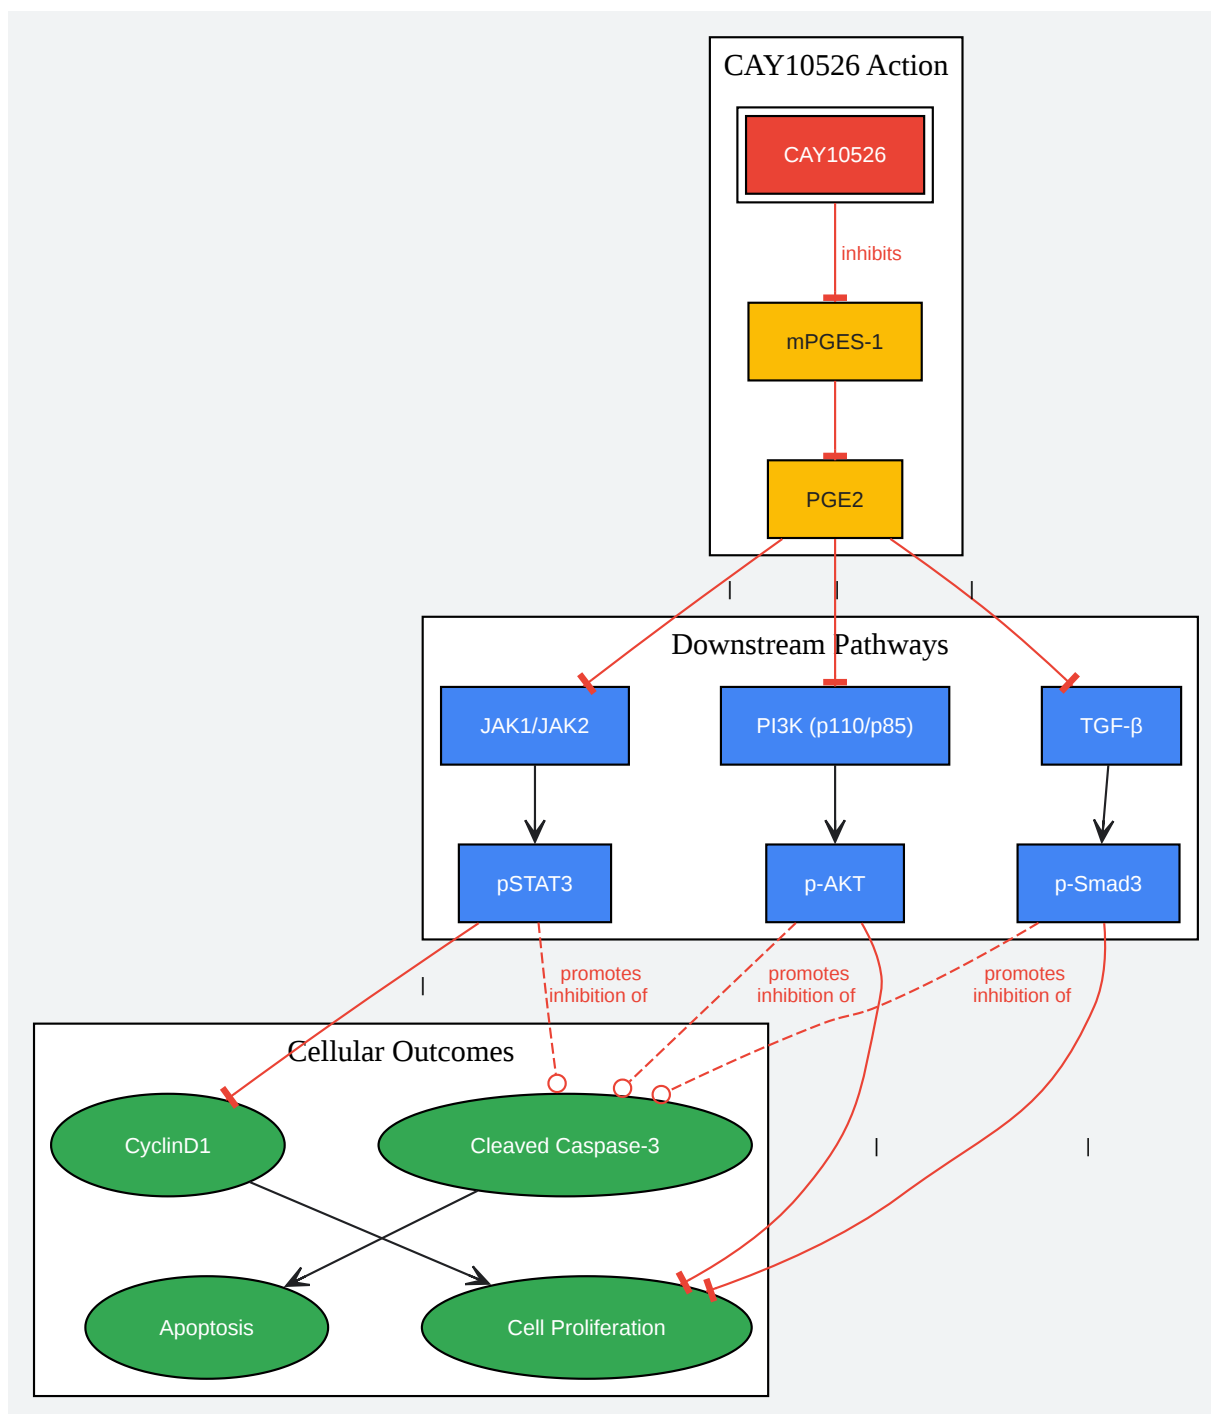 CAY10526 Action
CAY10526
inhibits
mPGES-1
PGE2
|
|
|
Downstream Pathways
JAK1/JAK2
PI3K (p110/p85)
TGF-β
pSTAT3
p-AKT
p-Smad3
promotes
inhibition of
promotes
inhibition of
promotes
inhibition of
|
Cellular Outcomes
CyclinD1
Cleaved Caspase-3
|
|
Apoptosis
Cell Proliferation